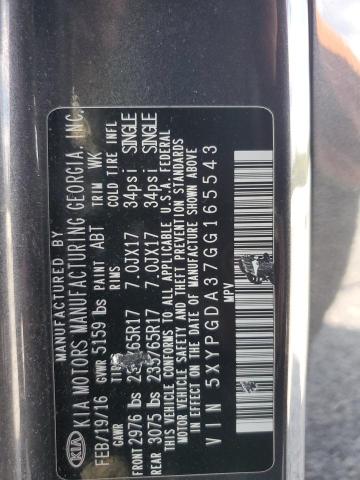 MANUFACTURED BY
KIA KIA MOTORS MANUFACTURING GEORGIA, INC.
FEB/19/16 GVWR 5159 lbs PAINT ABT TRIM WK
GAWR RIMS COLD TIRE INFL
FRONT 2976 lbs 7.0JX17 34psi SINGLE
REAR 3075 lbs 235/65R17 7.0JX17 34psi SINGLE
THIS VEHICLE CONFORMS TO ALL APPLICABLE U.S.A. FEDERAL
MOTOR VEHICLE SAFETY AND THEFT PREVENTION STANDARDS
IN EFFECT ON THE DATE OF MANUFACTURE SHOWN ABOVE
VIN 5XYPGDA37GG165543
MPV